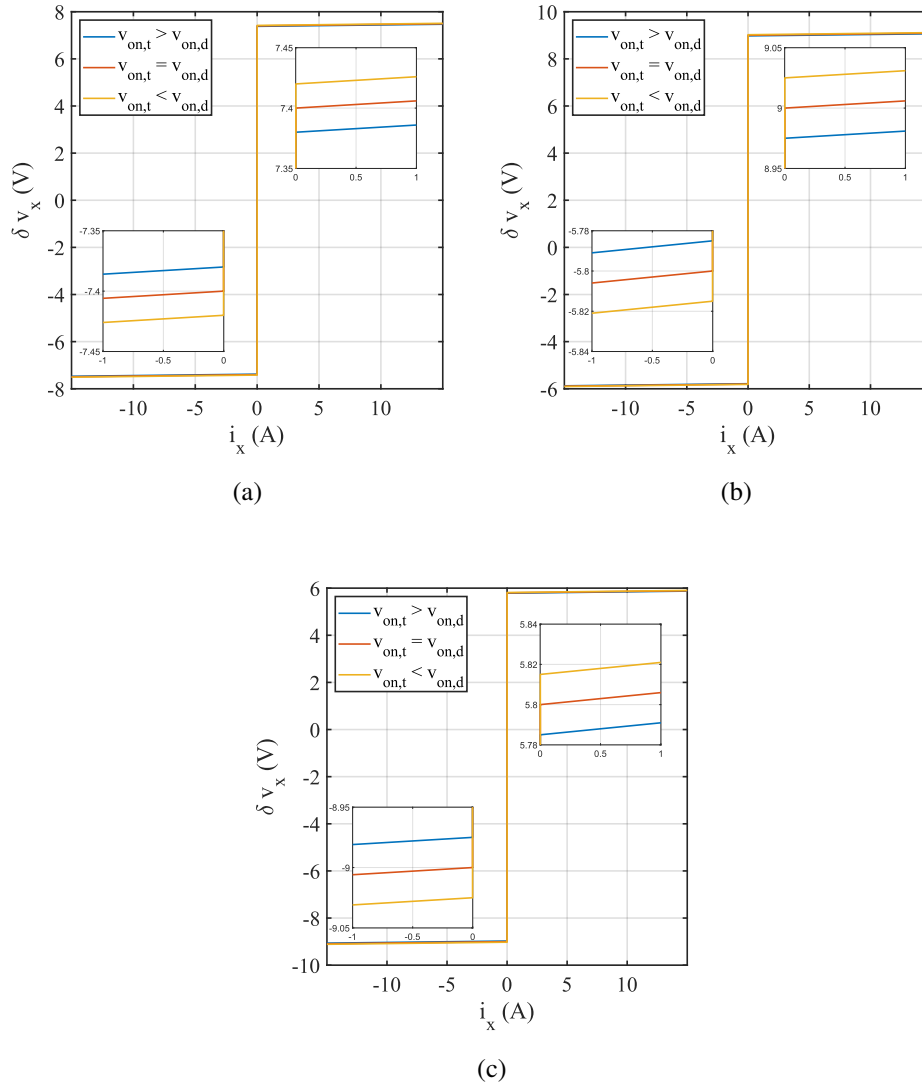 8
6
4
2
0
-2
-4
-6
-8
δ v_x (V)
v_on,t > v_on,d
v_on,t = v_on,d
v_on,t < v_on,d
7.45
7.4
7.35
0 0.5 1
-7.35
-7.4
-7.45
-1 -0.5 0
-10 -5 0 5 10
i_x (A)
(a)
10
8
6
4
2
0
-2
-4
-6
δ v_x (V)
v_on,t > v_on,d
v_on,t = v_on,d
v_on,t < v_on,d
9.05
9
8.95
0 0.5 1
-5.78
-5.8
-5.82
-5.84
-1 -0.5 0
-10 -5 0 5 10
i_x (A)
(b)
6
4
2
0
-2
-4
-6
-8
-10
δ v_x (V)
v_on,t > v_on,d
v_on,t = v_on,d
v_on,t < v_on,d
5.84
5.82
5.8
5.78
0 0.5 1
-8.95
-9
-9.05
-1 -0.5 0
-10 -5 0 5 10
i_x (A)
(c)